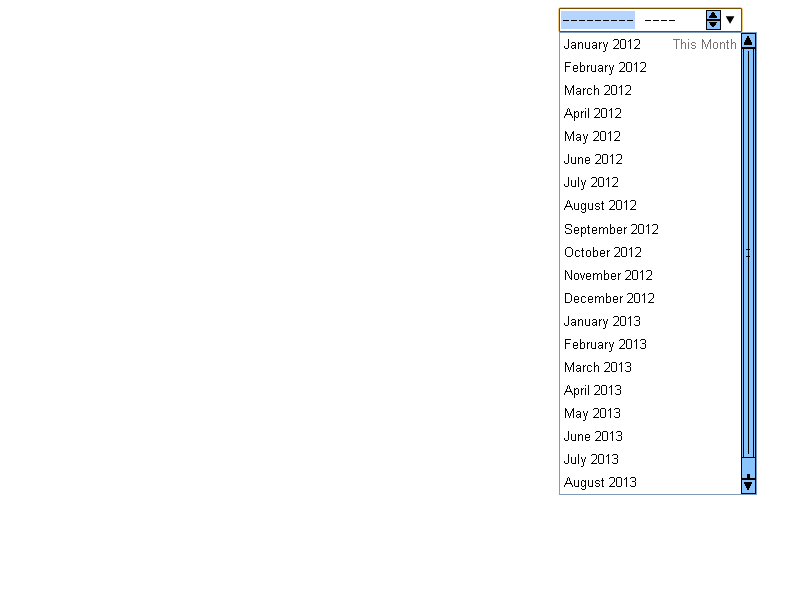 --------- ----
January 2012 This Month
February 2012
March 2012
April 2012
May 2012
June 2012
July 2012
August 2012
September 2012
October 2012
November 2012
December 2012
January 2013
February 2013
March 2013
April 2013
May 2013
June 2013
July 2013
August 2013